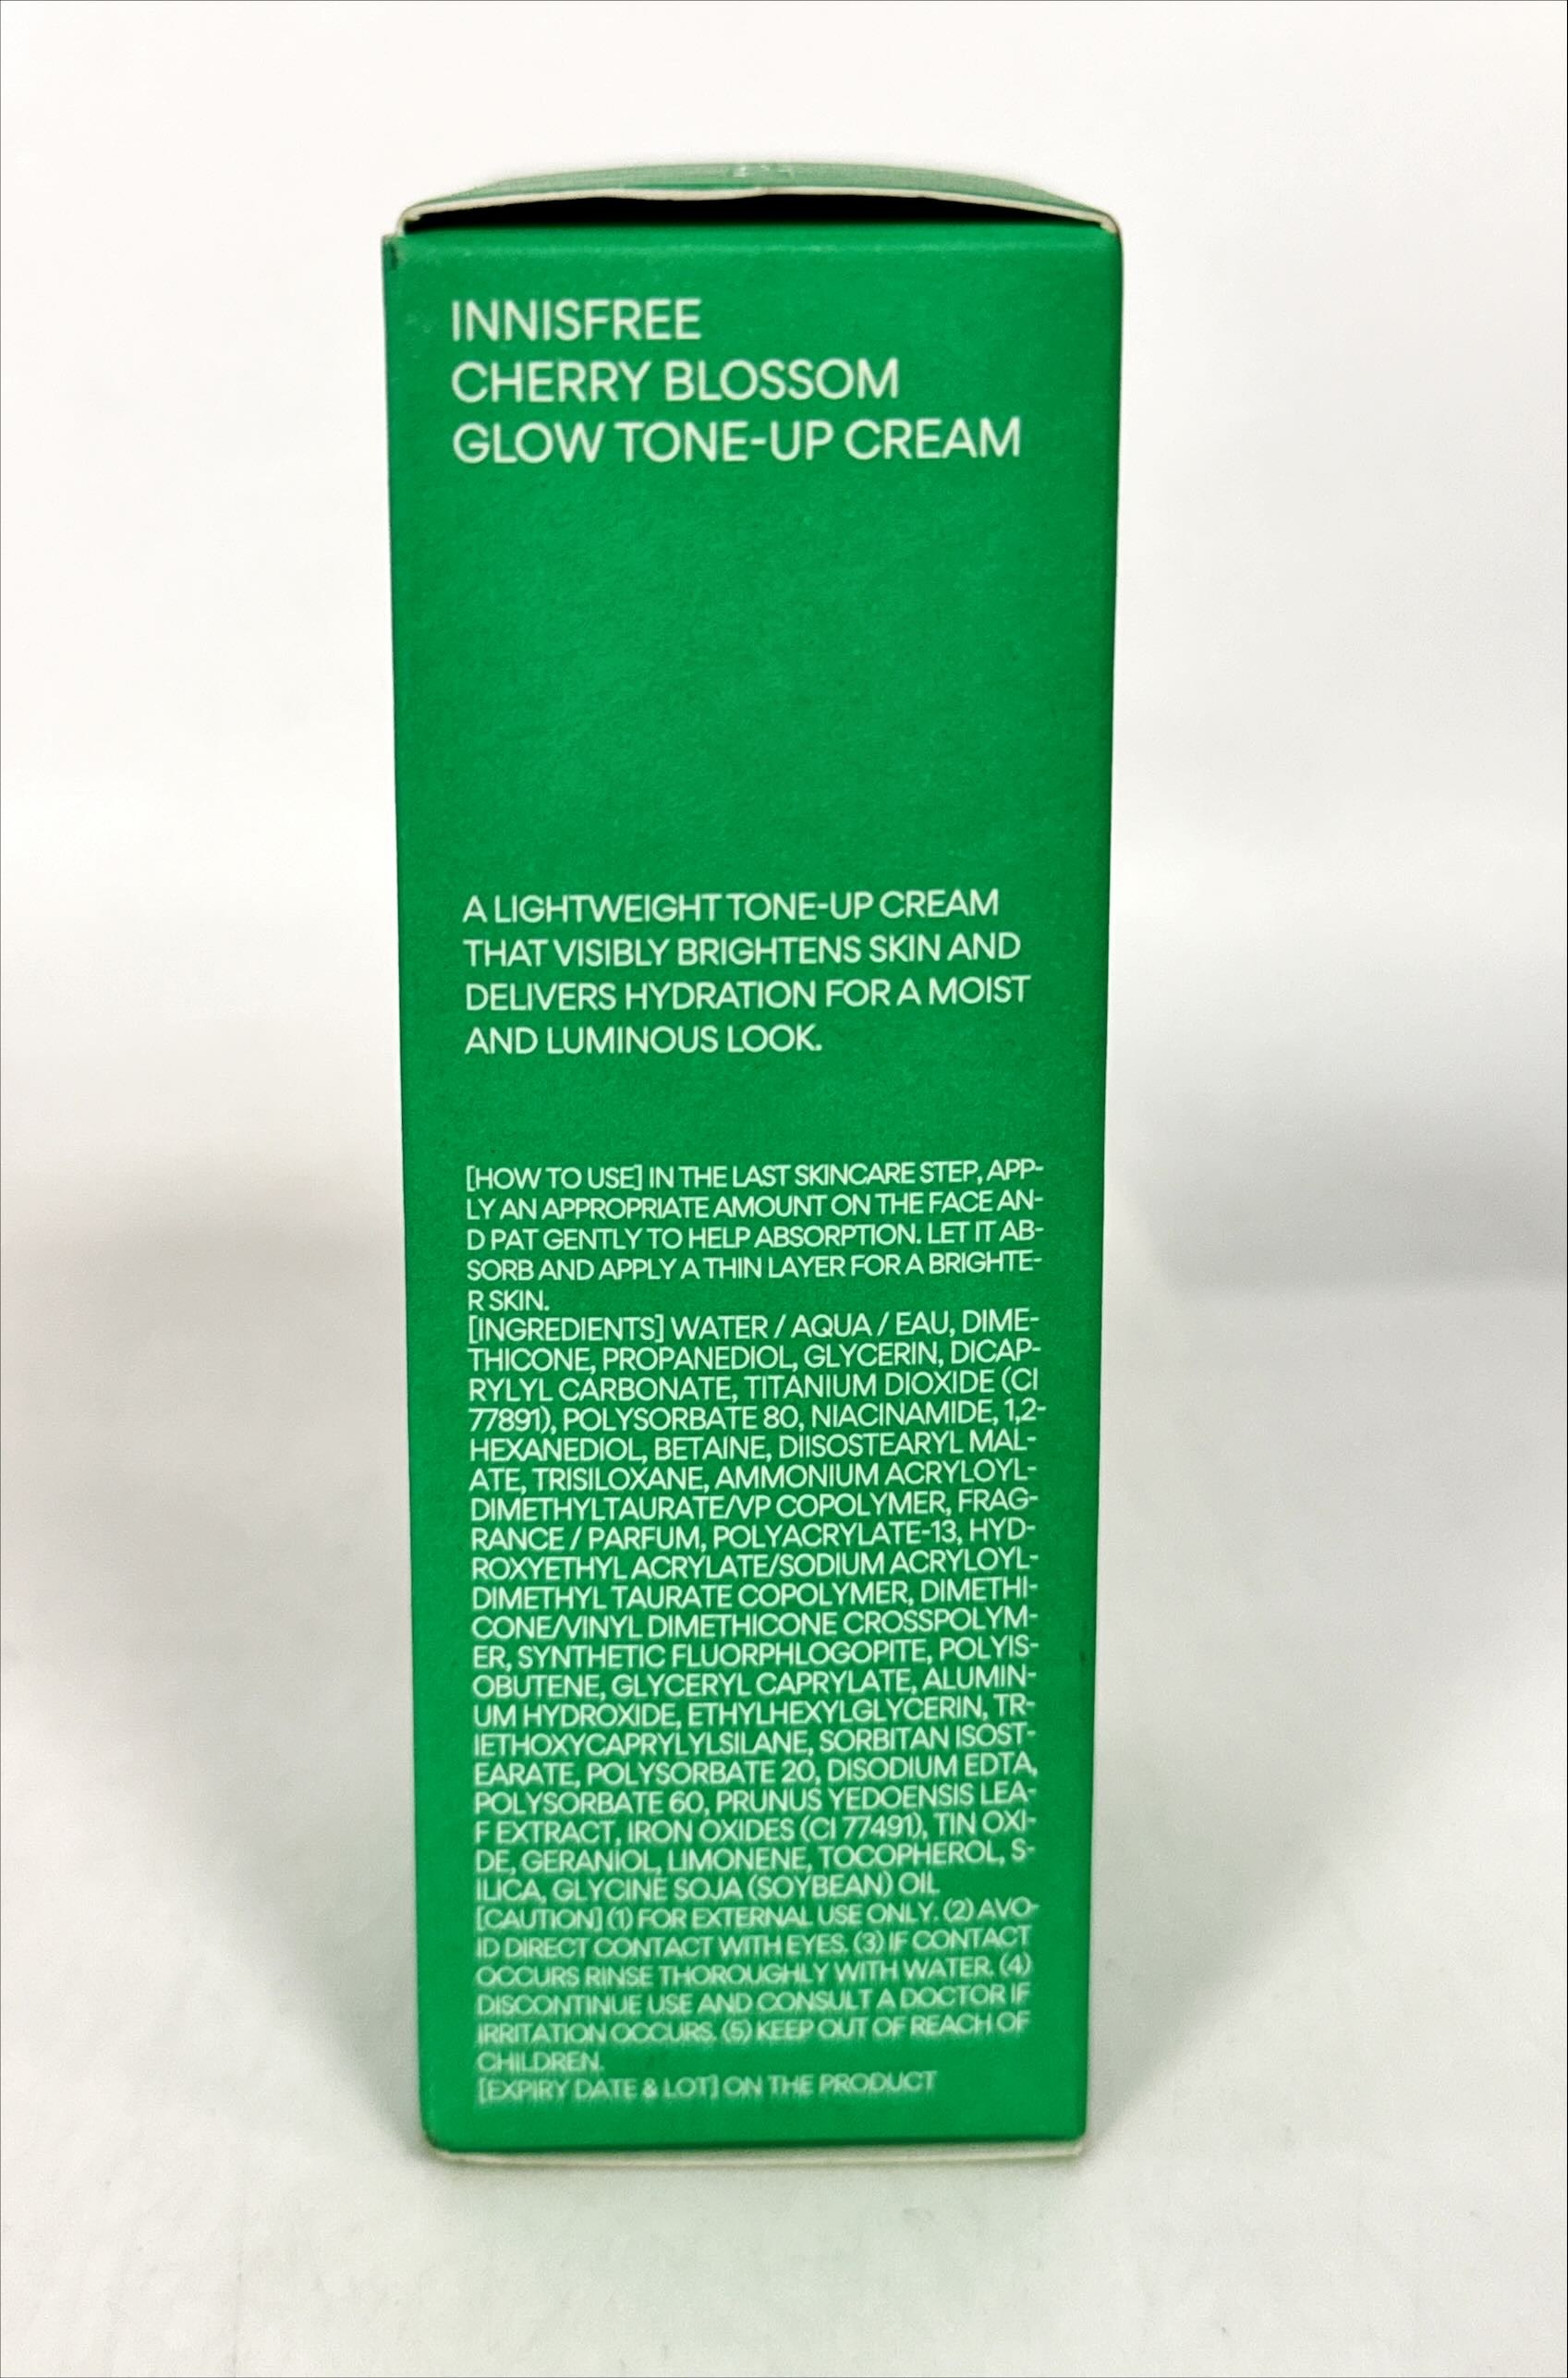 INNISFREE
CHERRY BLOSSOM
GLOW TONE-UP CREAM
A LIGHTWEIGHT TONE-UP CREAM
THAT VISIBLY BRIGHTENS SKIN AND
DELIVERS HYDRATION FOR A MOIST
AND LUMINOUS LOOK.
[HOW TO USE] IN THE LAST SKINCARE STEP, APP-
LY AN APPROPRIATE AMOUNT ON THE FACE AN-
D PAT GENTLY TO HELP ABSORPTION. LET IT AB-
SORB AND APPLY A THIN LAYER FOR A BRIGHTE-
R SKIN.
[INGREDIENTS] WATER / AQUA / EAU, DIME-
THICONE, PROPANEDIOL, GLYCERIN, DICAP-
RYLYL CARBONATE, TITANIUM DIOXIDE (CI
77891), POLYSORBATE 80, NIACINAMIDE, 1,2-
HEXANEDIOL, BETAINE, DIISOSTEARYL MAL-
ATE, TRISILOXANE, AMMONIUM ACRYLOYL-
DIMETHYLTAURATE/VP COPOLYMER, FRAG-
RANCE / PARFUM, POLYACRYLATE-13, HYD-
ROXYETHYL ACRYLATE/SODIUM ACRYLOYL-
DIMETHYL TAURATE COPOLYMER, DIMETHI-
CONE/VINYL DIMETHICONE CROSSPOLYM-
ER, SYNTHETIC FLUORPHLOGOPITE, POLYIS-
OBUTENE, GLYCERYL CAPRYLATE, ALUMIN-
UM HYDROXIDE, ETHYLHEXYLGLYCERIN, TR-
IETHOXYCAPRYLYLSILANE, SORBITAN ISOST-
EARATE, POLYSORBATE 20, DISODIUM EDTA,
POLYSORBATE 60, PRUNUS YEDOENSIS LEA-
F EXTRACT, IRON OXIDES (CI 77491), TIN OXI-
DE, GERANIOL, LIMONENE, TOCOPHEROL, S-
ILICA, GLYCINE SOJA (SOYBEAN) OIL
[CAUTION] (1) FOR EXTERNAL USE ONLY. (2) AVO-
ID DIRECT CONTACT WITH EYES. (3) IF CONTACT
OCCURS RINSE THOROUGHLY WITH WATER. (4)
DISCONTINUE USE AND CONSULT A DOCTOR IF
IRRITATION OCCURS. (5) KEEP OUT OF REACH OF
CHILDREN.
[EXPIRY DATE & LOT] ON THE PRODUCT